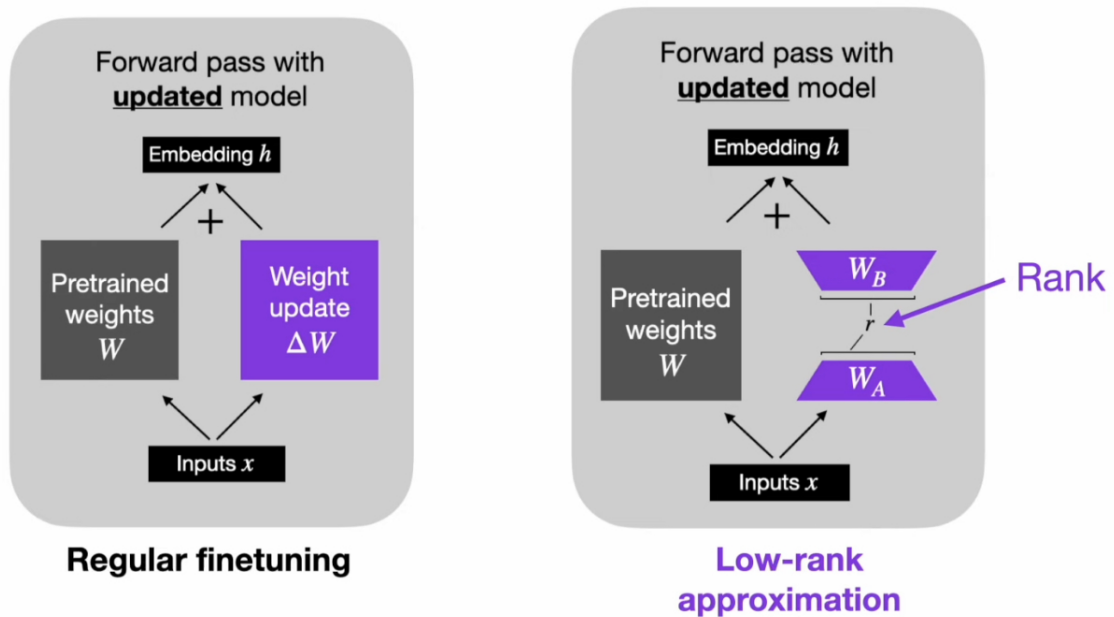 Forward pass with
updated model
Embedding h
+
Pretrained
weights
W
Weight
update
ΔW
Inputs x
Regular finetuning
Forward pass with
updated model
Embedding h
+
Pretrained
weights
W
W_B
r
W_A
Rank
Inputs x
Low-rank
approximation